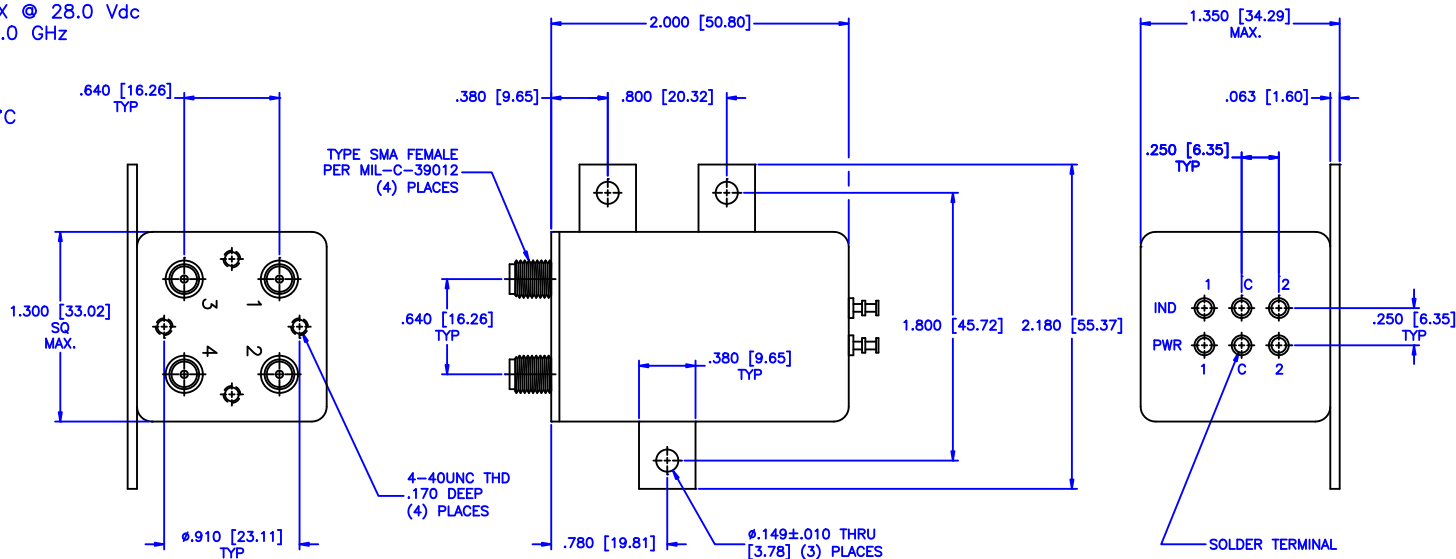 X @ 28.0 Vdc
.0 GHz
°C
.640 [16.26]
TYP
1.300 [33.02]
SQ
MAX.
3
1
4
2
4-40UNC THD
.170 DEEP
(4) PLACES
ø.910 [23.11]
TYP
2.000 [50.80]
.380 [9.65]
.800 [20.32]
TYPE SMA FEMALE
PER MIL-C-39012
(4) PLACES
.640 [16.26]
TYP
.380 [9.65]
TYP
1.800 [45.72]
2.180 [55.37]
.780 [19.81]
ø.149±.010 THRU
[3.78] (3) PLACES
1.350 [34.29]
MAX.
.063 [1.60]
.250 [6.35]
TYP
1 C 2
IND
PWR
1 C 2
.250 [6.35]
TYP
SOLDER TERMINAL